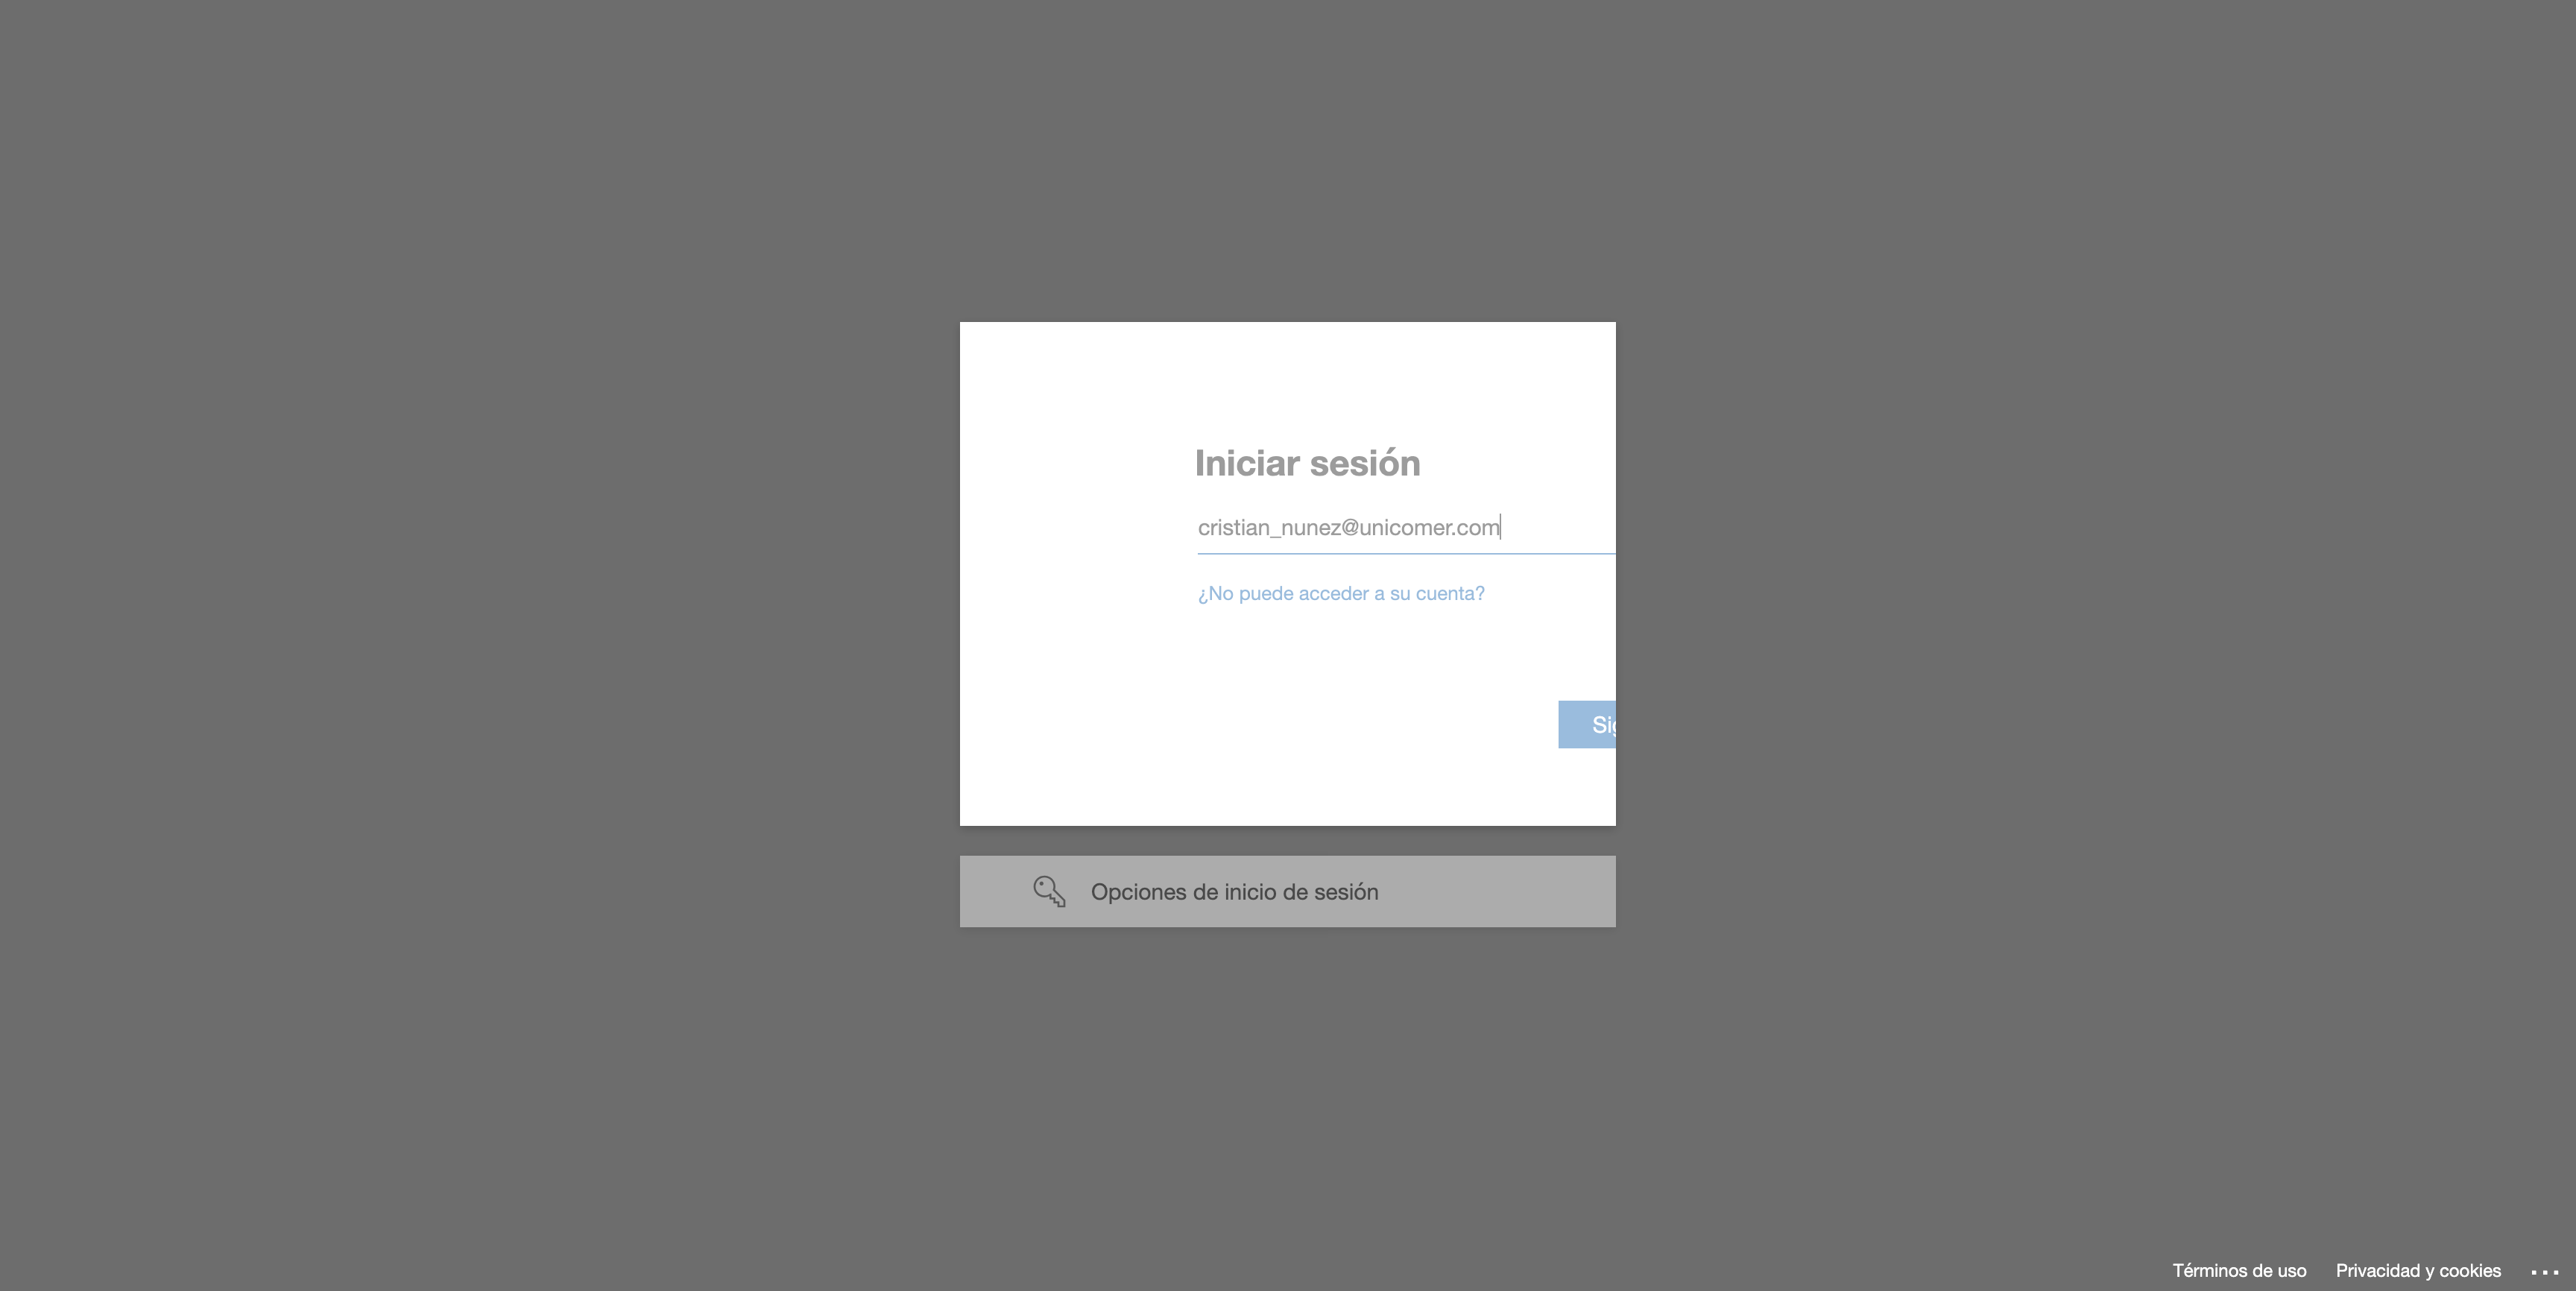 Iniciar sesión
cristian_nunez@unicomer.com
¿No puede acceder a su cuenta?
Opciones de inicio de sesión
Términos de uso Privacidad y cookies